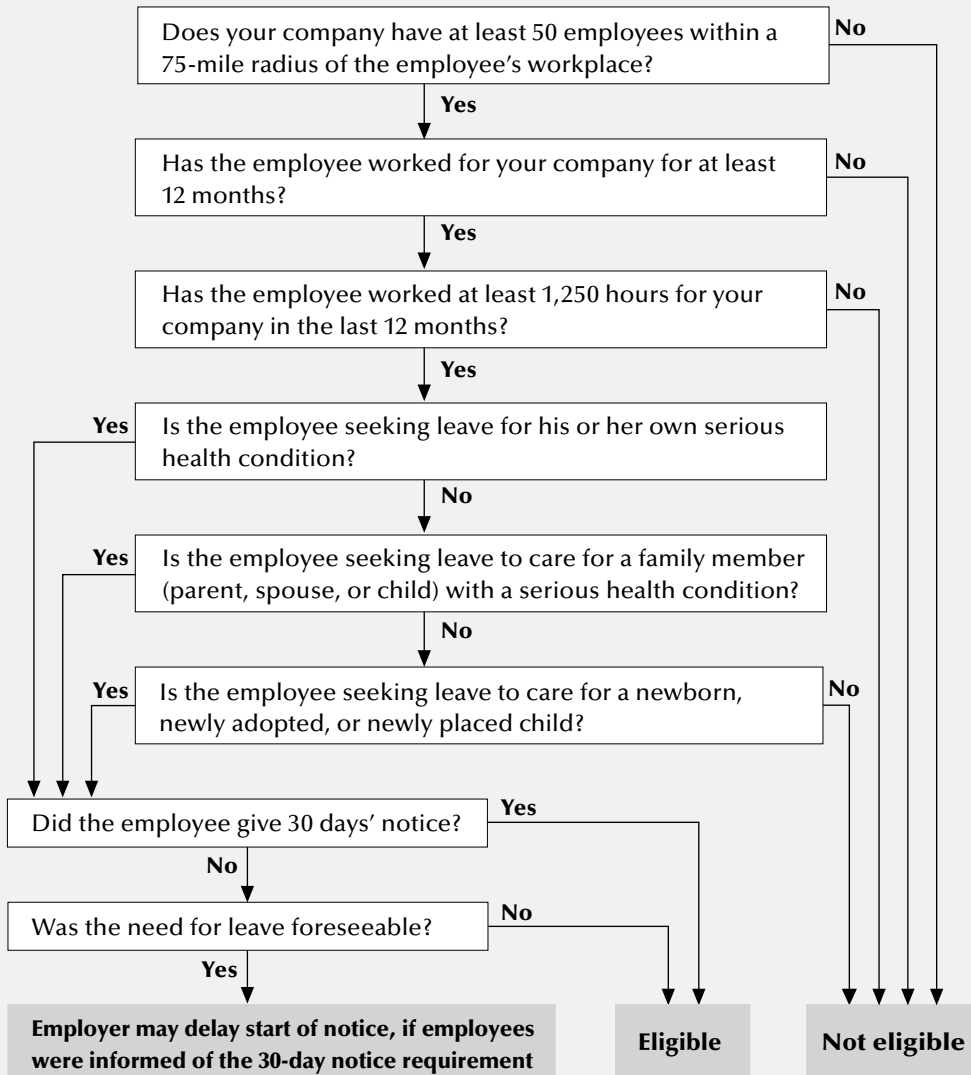 Does your company have at least 50 employees within a
75-mile radius of the employee’s workplace?
No
Yes
Has the employee worked for your company for at least
12 months?
No
Yes
Has the employee worked at least 1,250 hours for your
company in the last 12 months?
No
Yes
Yes
Is the employee seeking leave for his or her own serious
health condition?
No
Yes
Is the employee seeking leave to care for a family member
(parent, spouse, or child) with a serious health condition?
No
Yes
Is the employee seeking leave to care for a newborn,
newly adopted, or newly placed child?
No
Did the employee give 30 days’ notice?
Yes
No
Was the need for leave foreseeable?
No
Yes
Employer may delay start of notice, if employees
were informed of the 30-day notice requirement
Eligible
Not eligible